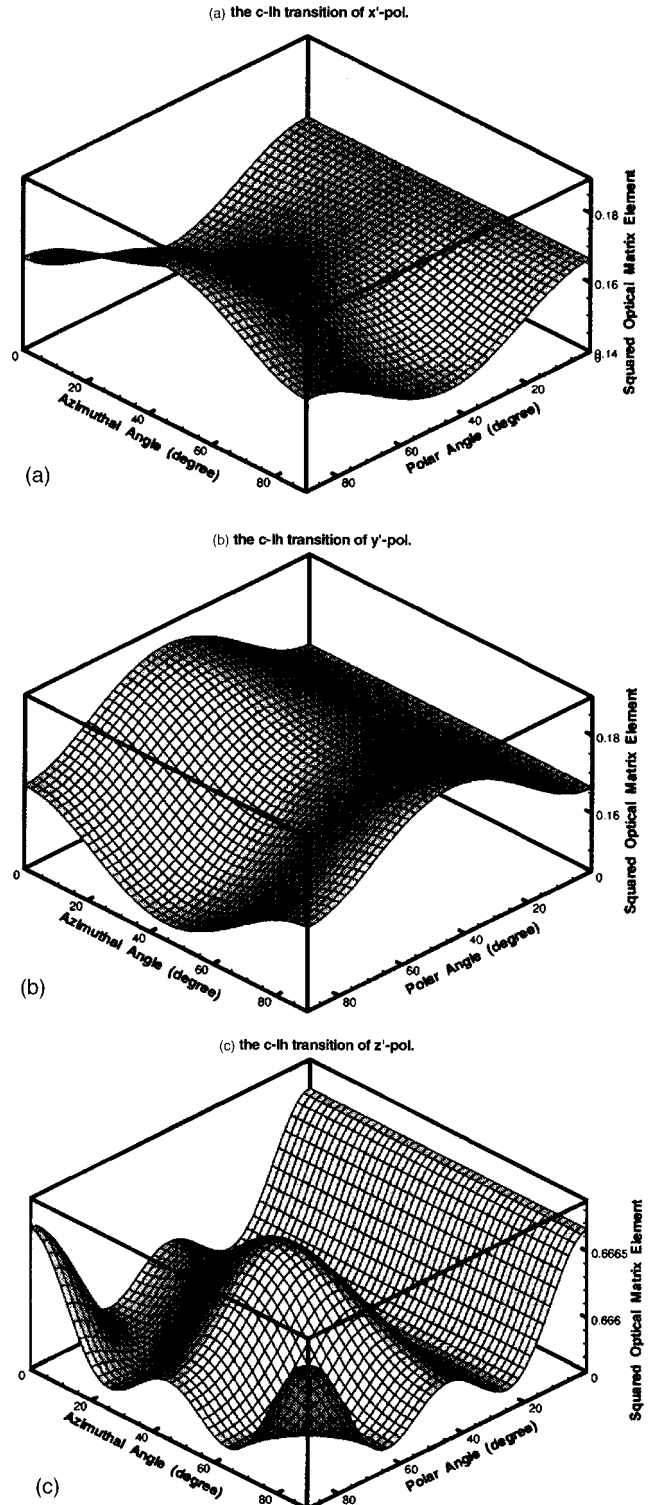 (a) the c-lh transition of x'-pol.
0.18
0.16
0.14
0
Squared Optical Matrix Element
0
20
40
60
80
Azimuthal Angle (degree)
80
60
40
20
Polar Angle (degree)
(a)
(b) the c-lh transition of y'-pol.
0.18
0.16
0
Squared Optical Matrix Element
0
20
40
60
80
Azimuthal Angle (degree)
80
60
40
20
Polar Angle (degree)
(b)
(c) the c-lh transition of z'-pol.
0.6665
0.666
0
Squared Optical Matrix Element
0
20
40
60
80
Azimuthal Angle (degree)
80
60
40
20
Polar Angle (degree)
(c)